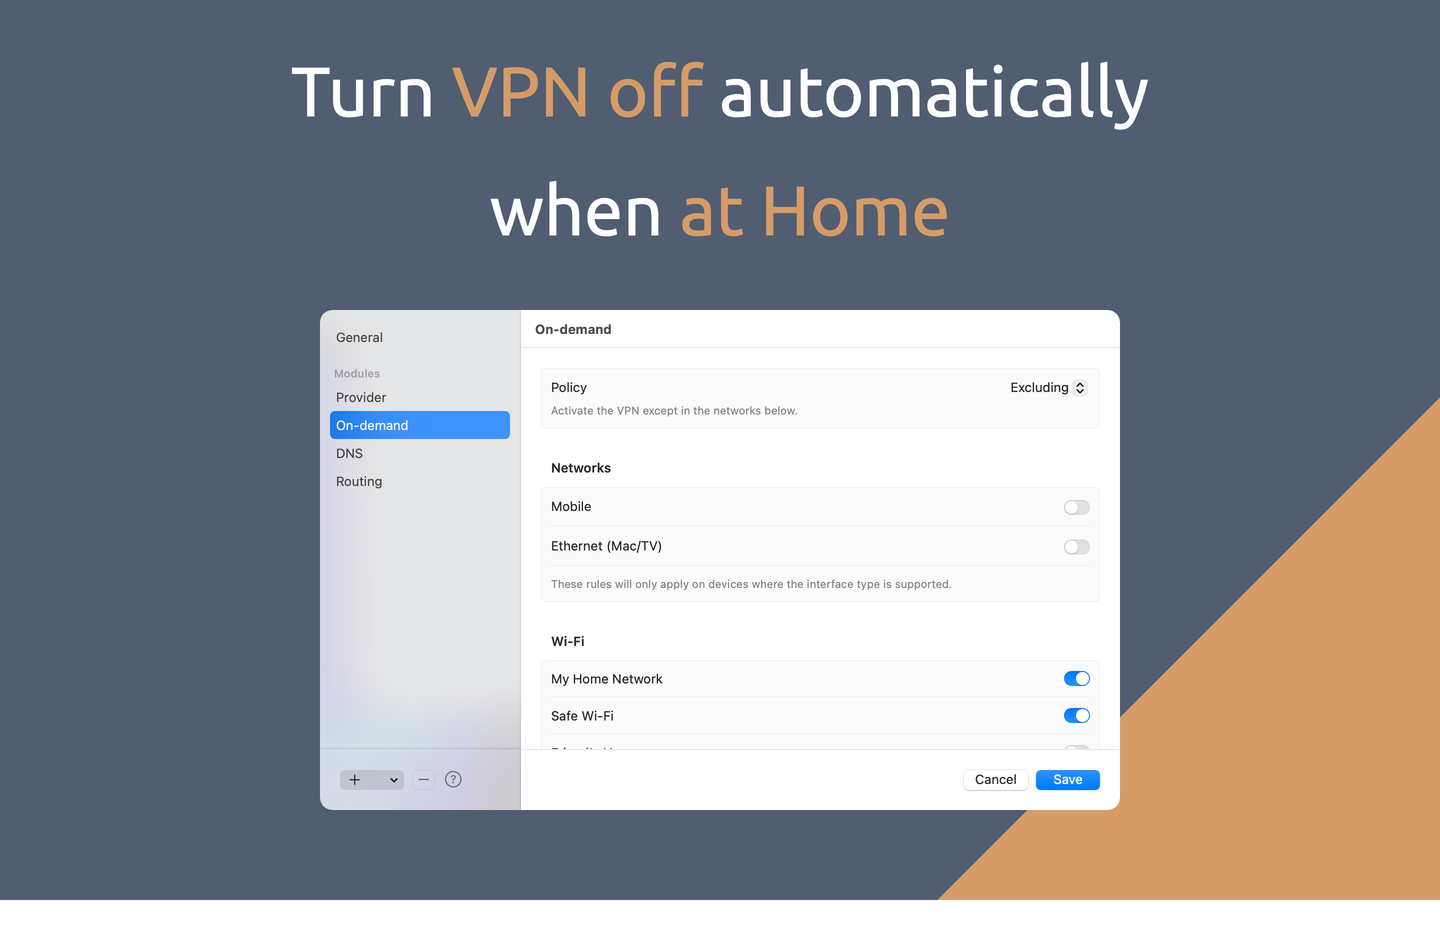 Turn VPN off automatically
when at Home
General
Modules
Provider
On-demand
DNS
Routing
On-demand
Policy
Excluding
Activate the VPN except in the networks below.
Networks
Mobile
Ethernet (Mac/TV)
These rules will only apply on devices where the interface type is supported.
Wi-Fi
My Home Network
Safe Wi-Fi
Cancel
Save